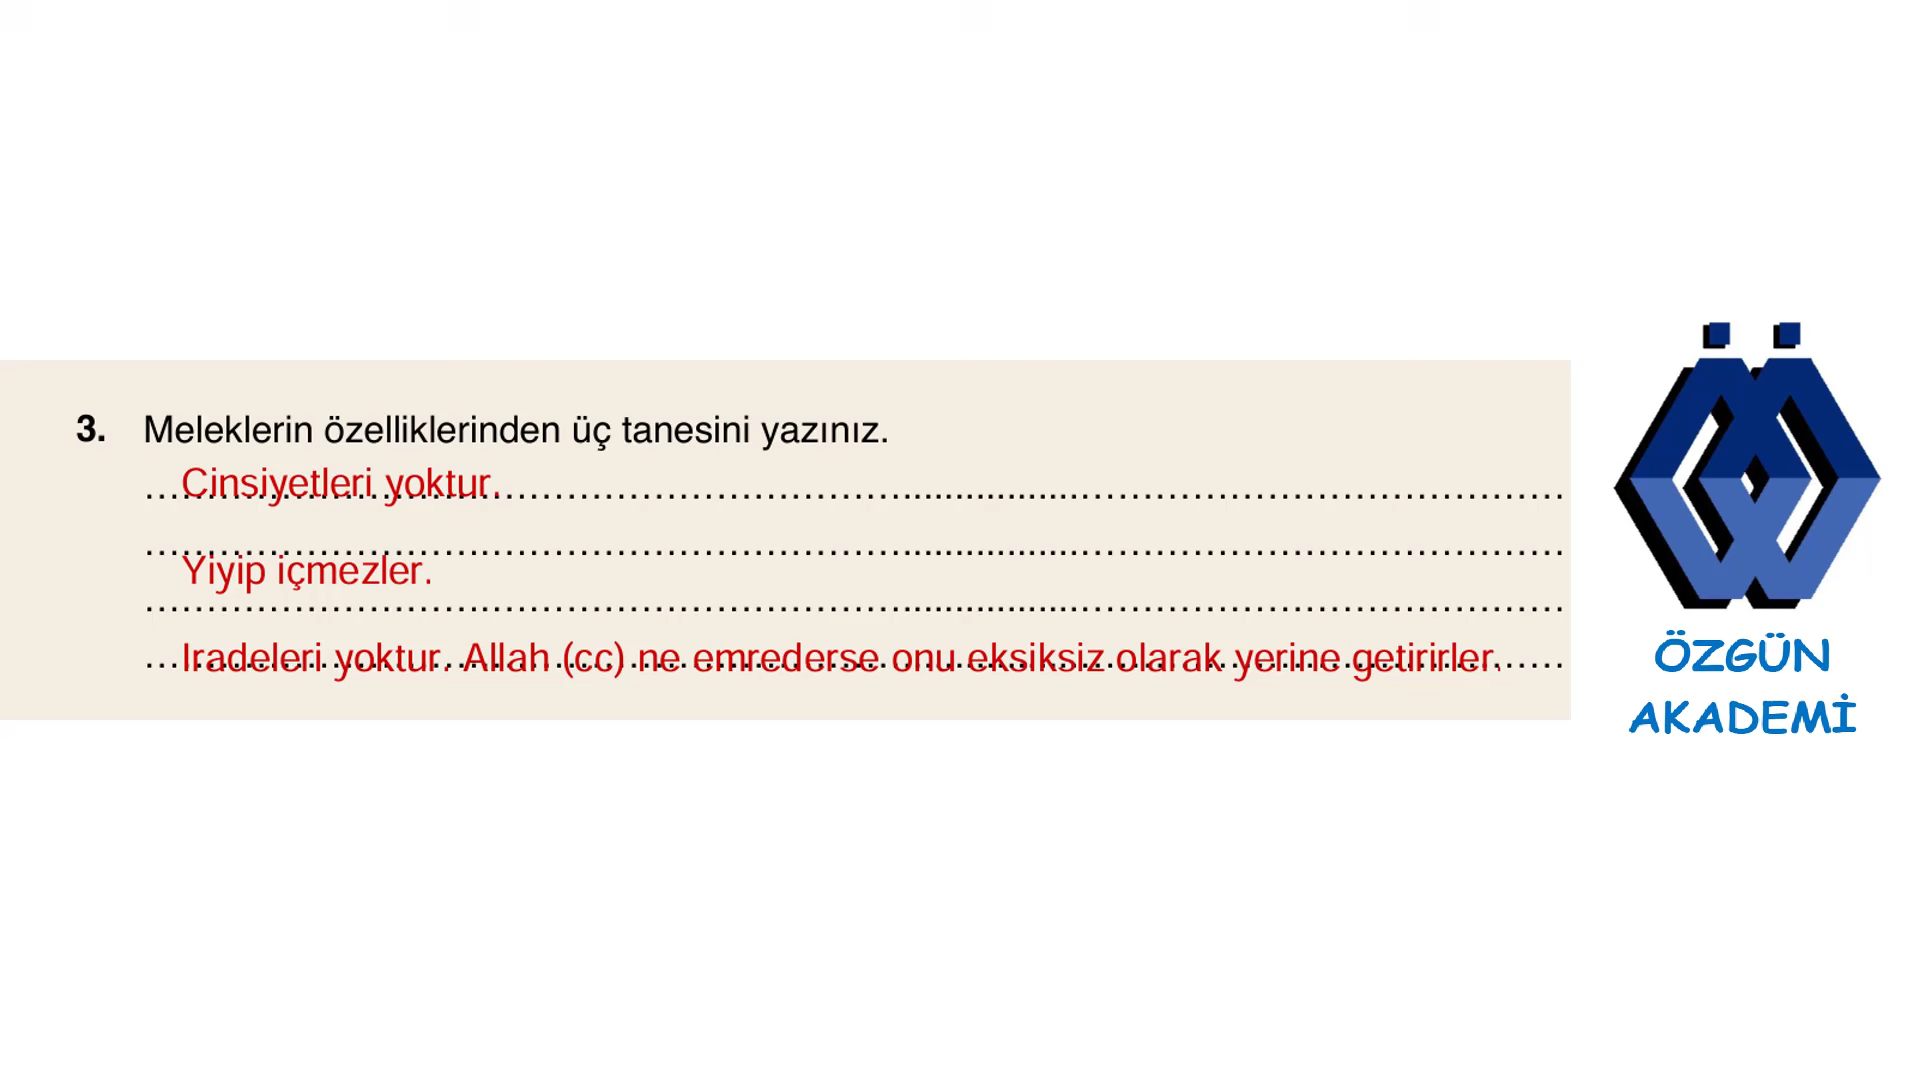 3. Meleklerin özelliklerinden üç tanesini yazınız.
Cinsiyetleri yoktur.
Yiyip içmezler.
Iradeleri yoktur. Allah (cc) ne emrederse onu eksiksiz olarak yerine getirirler.
ÖZGÜN
AKADEMİ